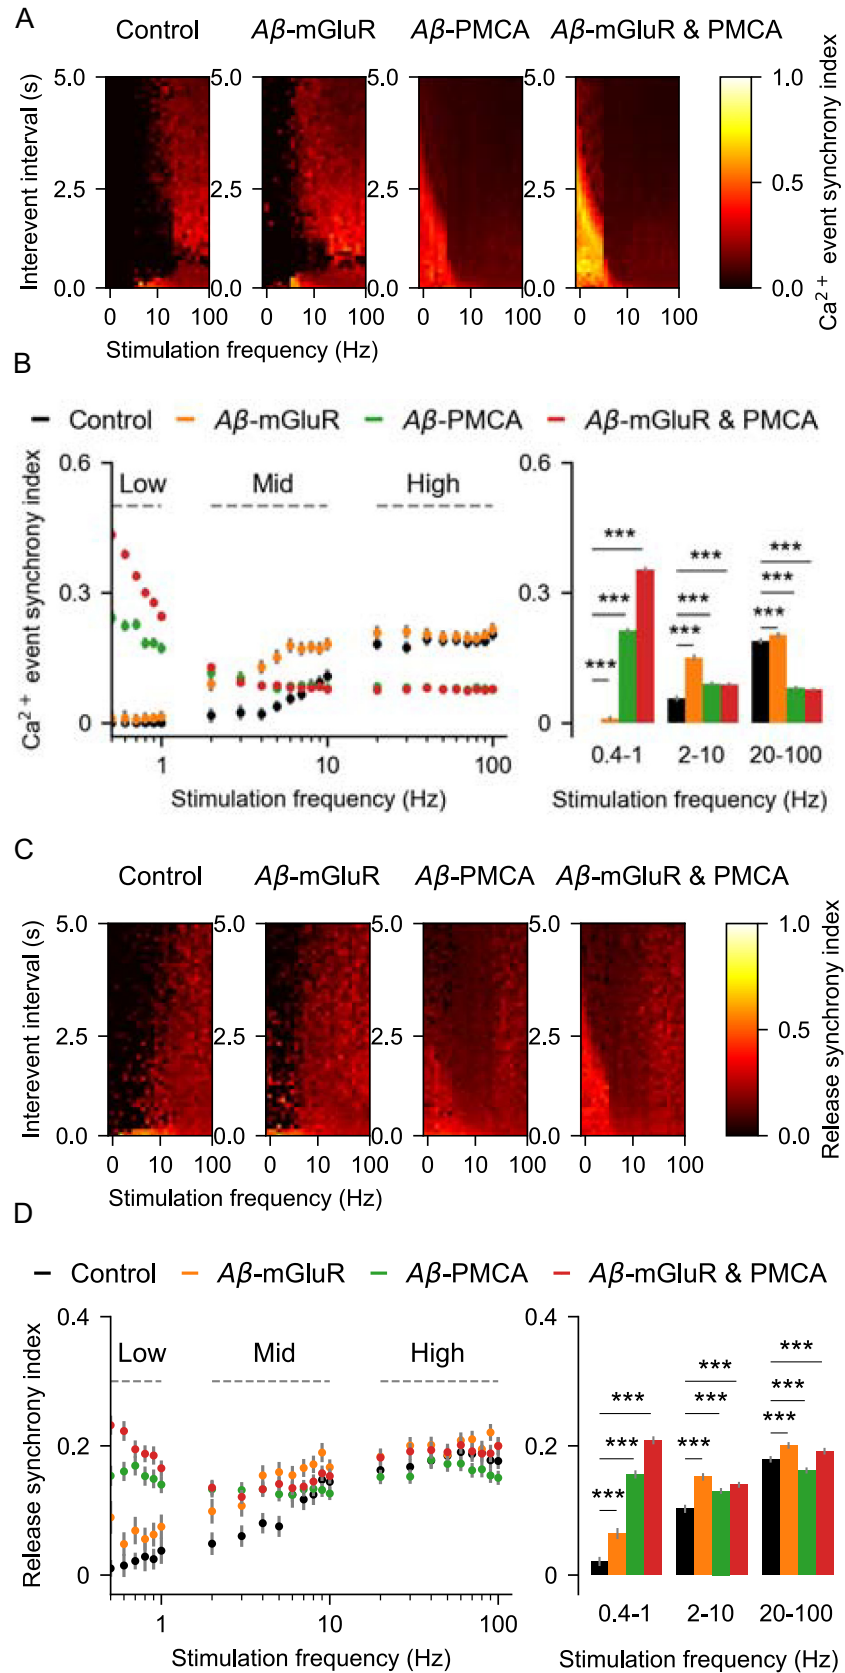 A
Control Aβ-mGluR Aβ-PMCA Aβ-mGluR & PMCA
5.0 5.0 5.0 5.0 1.0
2.5 2.5 2.5 2.5 0.5
0.0 0.0 0.0 0.0 0.0
Interevent interval (s)
Ca²⁺ event synchrony index
0 10 100 0 10 100 0 10 100 0 10 100
Stimulation frequency (Hz)
B
Control Aβ-mGluR Aβ-PMCA Aβ-mGluR & PMCA
Ca²⁺ event synchrony index
0.6 0.6
Low Mid High
*** *** ***
0.3 0.3
*** *** ***
*** *** ***
0 0
1 10 100 0.4-1 2-10 20-100
Stimulation frequency (Hz) Stimulation frequency (Hz)
C
Control Aβ-mGluR Aβ-PMCA Aβ-mGluR & PMCA
5.0 5.0 5.0 5.0 1.0
2.5 2.5 2.5 2.5 0.5
0.0 0.0 0.0 0.0 0.0
Interevent interval (s)
Release synchrony index
0 10 100 0 10 100 0 10 100 0 10 100
Stimulation frequency (Hz)
D
Control Aβ-mGluR Aβ-PMCA Aβ-mGluR & PMCA
Release synchrony index
0.4 0.4
Low Mid High
*** *** ***
*** *** ***
0.2 0.2
*** *** ***
0 0
1 10 100 0.4-1 2-10 20-100
Stimulation frequency (Hz) Stimulation frequency (Hz)